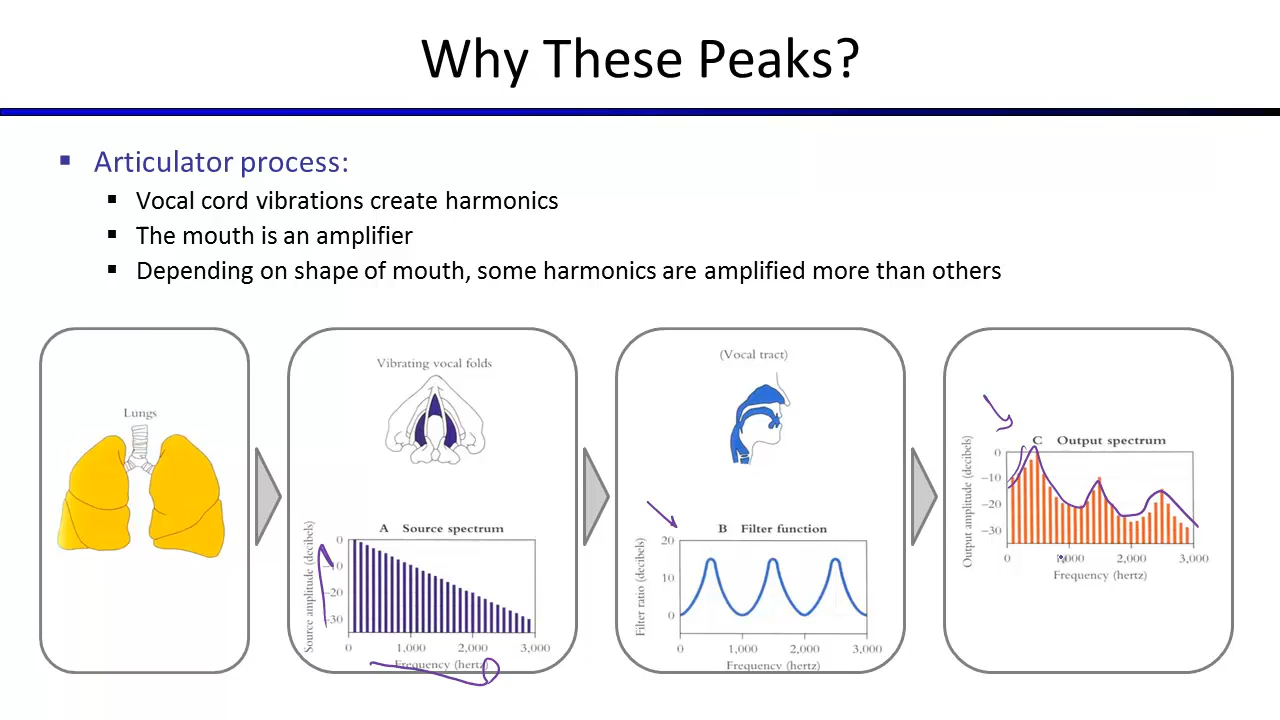 Why These Peaks?
Articulator process:
Vocal cord vibrations create harmonics
The mouth is an amplifier
Depending on shape of mouth, some harmonics are amplified more than others
Lungs
Vibrating vocal folds
A Source spectrum
Source amplitude (decibels)
0
-10
-20
-30
0 1,000 2,000 3,000
Frequency (hertz)
(Vocal tract)
B Filter function
Filter ratio (decibels)
20
10
0
0 1,000 2,000 3,000
Frequency (hertz)
C Output spectrum
Output amplitude (decibels)
0
-10
-20
-30
0 1,000 2,000 3,000
Frequency (hertz)